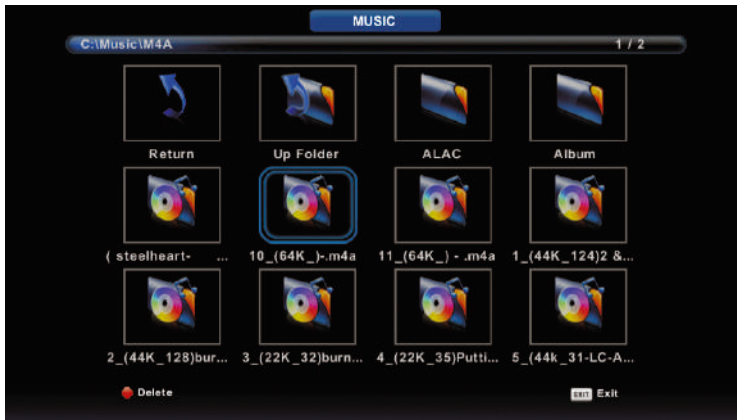 MUSIC
C:\Music\M4A 1 / 2
Return Up Folder ALAC Album
( steelheart- ... 10_(64K_)-.m4a 11_(64K_) - .m4a 1_(44K_124)2 &...
2_(44K_128)bur... 3_(22K_32)burn... 4_(22K_35)Putti... 5_(44k_31-LC-A...
Delete EXIT Exit